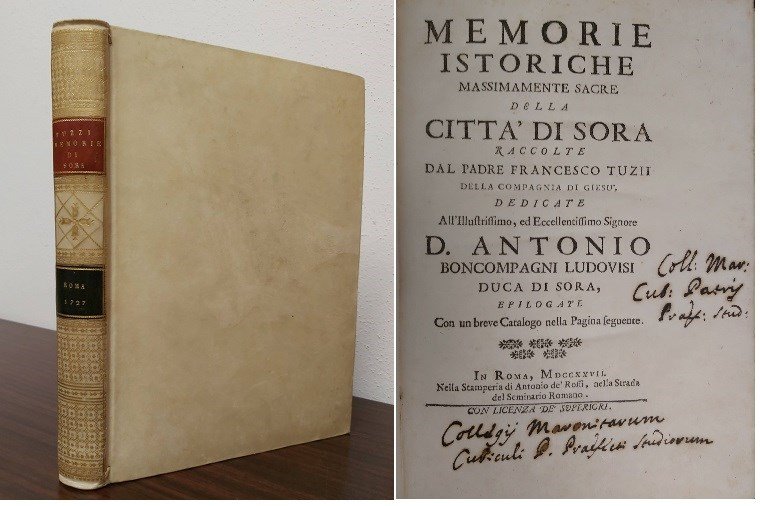 TUZZI
MEMORIE
DI
SORA
ROMA
1727
MEMORIE
ISTORICHE
MASSIMAMENTE SACRE
DELLA
CITTA' DI SORA
RACCOLTE
DAL PADRE FRANCESCO TUZII
DELLA COMPAGNIA DI GIESU',
DEDICATE
All'Illuſtriſſimo, ed Eccellentiſſimo Signore
D. ANTONIO
BONCOMPAGNI LUDOVISI
DUCA DI SORA,
EPILOGATE
Con un breve Catalogo nella Pagina ſeguente.
Coll: Mar:
Cub: Patris
Præf: Stud:
IN ROMA, MDCCXXVII.
Nella Stamperia di Antonio de' Roſſi, nella Strada
del Seminario Romano.
CON LICENZA DE' SUPERIORI.
Collegij Maronitarum
Cubiculi P. Præfecti Studiorum